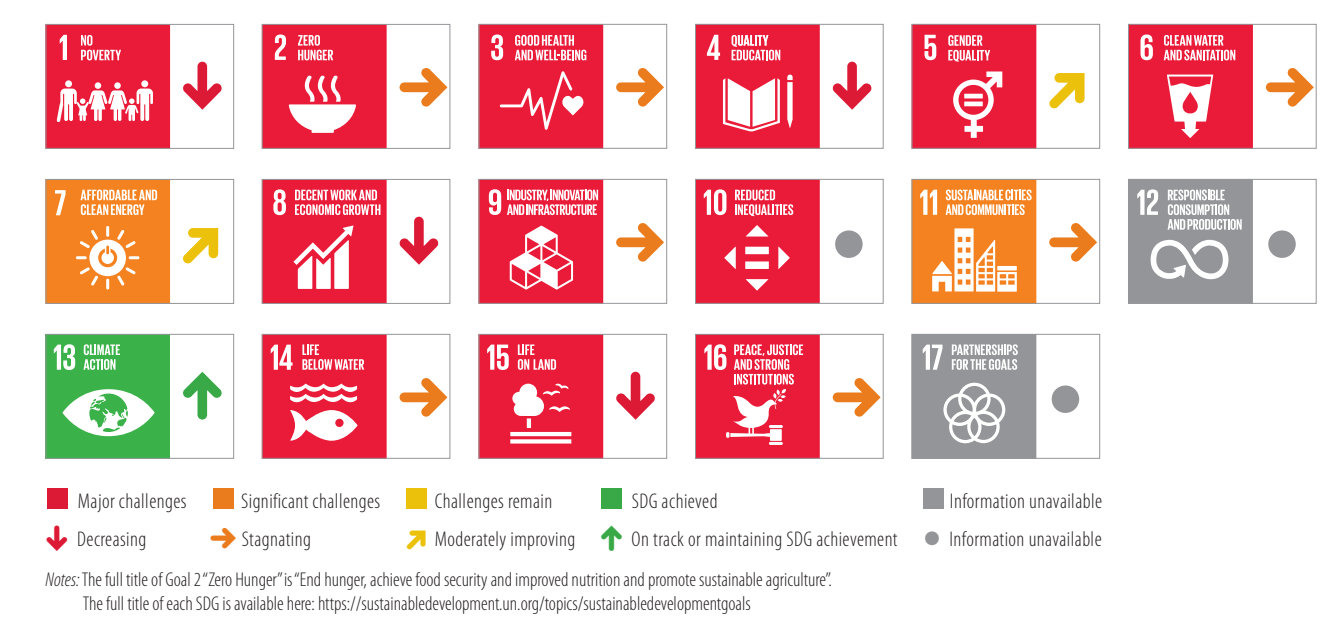 1 NO
POVERTY
2 ZERO
HUNGER
3 GOOD HEALTH
AND WELL-BEING
4 QUALITY
EDUCATION
5 GENDER
EQUALITY
6 CLEAN WATER
AND SANITATION
7 AFFORDABLE AND
CLEAN ENERGY
8 DECENT WORK AND
ECONOMIC GROWTH
9 INDUSTRY, INNOVATION
AND INFRASTRUCTURE
10 REDUCED
INEQUALITIES
11 SUSTAINABLE CITIES
AND COMMUNITIES
12 RESPONSIBLE
CONSUMPTION
AND PRODUCTION
13 CLIMATE
ACTION
14 LIFE
BELOW WATER
15 LIFE
ON LAND
16 PEACE, JUSTICE
AND STRONG
INSTITUTIONS
17 PARTNERSHIPS
FOR THE GOALS
Major challenges Significant challenges Challenges remain SDG achieved Information unavailable
Decreasing Stagnating Moderately improving On track or maintaining SDG achievement Information unavailable
Notes: The full title of Goal 2 “Zero Hunger” is “End hunger, achieve food security and improved nutrition and promote sustainable agriculture”.
The full title of each SDG is available here: https://sustainabledevelopment.un.org/topics/sustainabledevelopmentgoals